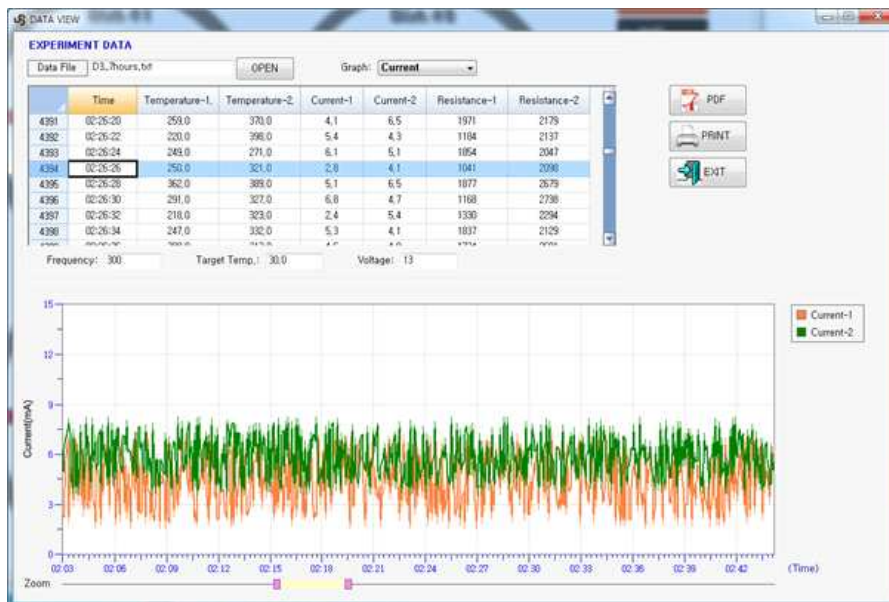 DATA VIEW
EXPERIMENT DATA
Data File D3_7hours.txt OPEN Graph: Current
Time Temperature-1, Temperature-2, Current-1 Current-2 Resistance-1 Resistance-2
4391 02:26:20 259,0 370,0 4,1 6,5 1971 2179
4392 02:26:22 220,0 398,0 5,4 4,3 1184 2137
4393 02:26:24 249,0 271,0 6,1 5,1 1854 2047
4394 02:26:26 250,0 321,0 2,8 4,1 1041 2098
4395 02:26:28 362,0 389,0 5,1 6,5 1877 2679
4396 02:26:30 291,0 327,0 6,8 4,7 1168 2738
4397 02:26:32 218,0 323,0 2,4 5,4 1330 2294
4398 02:26:34 247,0 332,0 5,3 4,1 1837 2129
PDF
PRINT
EXIT
Frequency: 300 Target Temp,: 30,0 Voltage: 13
15
12
9
6
3
0
Current(mA)
Current-1
Current-2
02:03 02:06 02:09 02:12 02:15 02:18 02:21 02:24 02:27 02:30 02:33 02:36 02:39 02:42 (Time)
Zoom